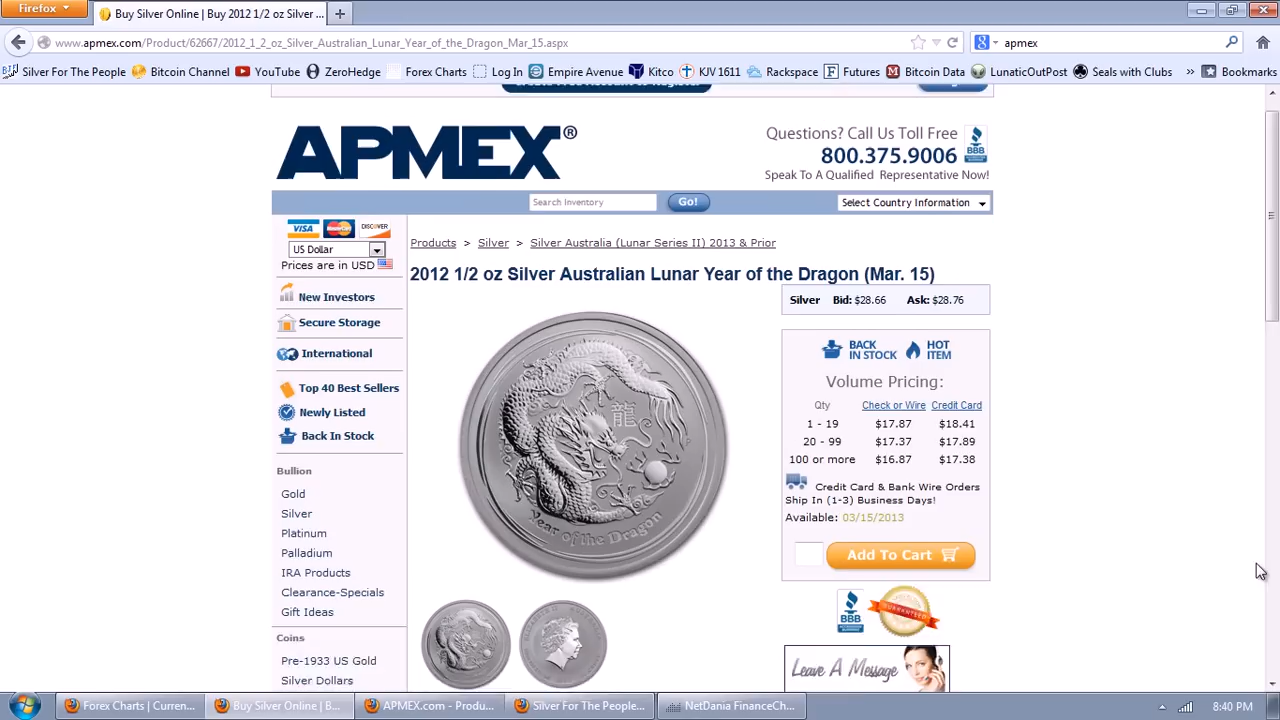 Firefox
Buy Silver Online | Buy 2012 1/2 oz Silver ...
www.apmex.com/Product/62667/2012_1_2_oz_Silver_Australian_Lunar_Year_of_the_Dragon_Mar_15.aspx
apmex
Silver For The People
Bitcoin Channel
YouTube
ZeroHedge
Forex Charts
Log In
Empire Avenue
Kitco
KJV 1611
Rackspace
Futures
Bitcoin Data
LunaticOutPost
Seals with Clubs
Bookmarks
APMEX®
Questions? Call Us Toll Free
800.375.9006
Speak To A Qualified Representative Now!
BBB
Search Inventory
Go!
Select Country Information
VISA
MasterCard
DISCOVER
US Dollar
Prices are in USD
New Investors
Secure Storage
International
Top 40 Best Sellers
Newly Listed
Back In Stock
Bullion
Gold
Silver
Platinum
Palladium
IRA Products
Clearance-Specials
Gift Ideas
Coins
Pre-1933 US Gold
Silver Dollars
Products > Silver > Silver Australia (Lunar Series II) 2013 & Prior
2012 1/2 oz Silver Australian Lunar Year of the Dragon (Mar. 15)
Silver Bid: $28.66 Ask: $28.76
龍
Year of the Dragon
BACK IN STOCK
HOT ITEM
Volume Pricing:
Qty Check or Wire Credit Card
1 - 19 $17.87 $18.41
20 - 99 $17.37 $17.89
100 or more $16.87 $17.38
Credit Card & Bank Wire Orders
Ship In (1-3) Business Days!
Available: 03/15/2013
Add To Cart
BBB
GUARANTEED
Leave A Message
Forex Charts | Curren...
Buy Silver Online | B...
APMEX.com - Produ...
Silver For The People...
NetDania FinanceCh...
8:40 PM